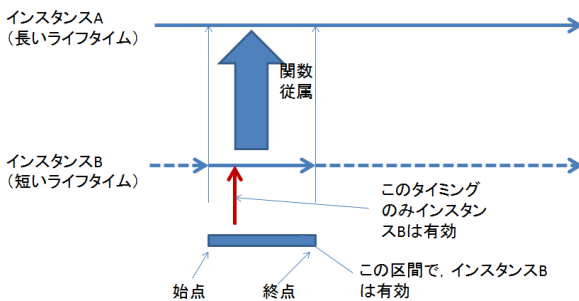 インスタンスA
（長いライフタイム）
関数
従属
インスタンスB
（短いライフタイム）
このタイミング
のみインスタン
スBは有効
この区間で，インスタンスB
は有効
始点
終点